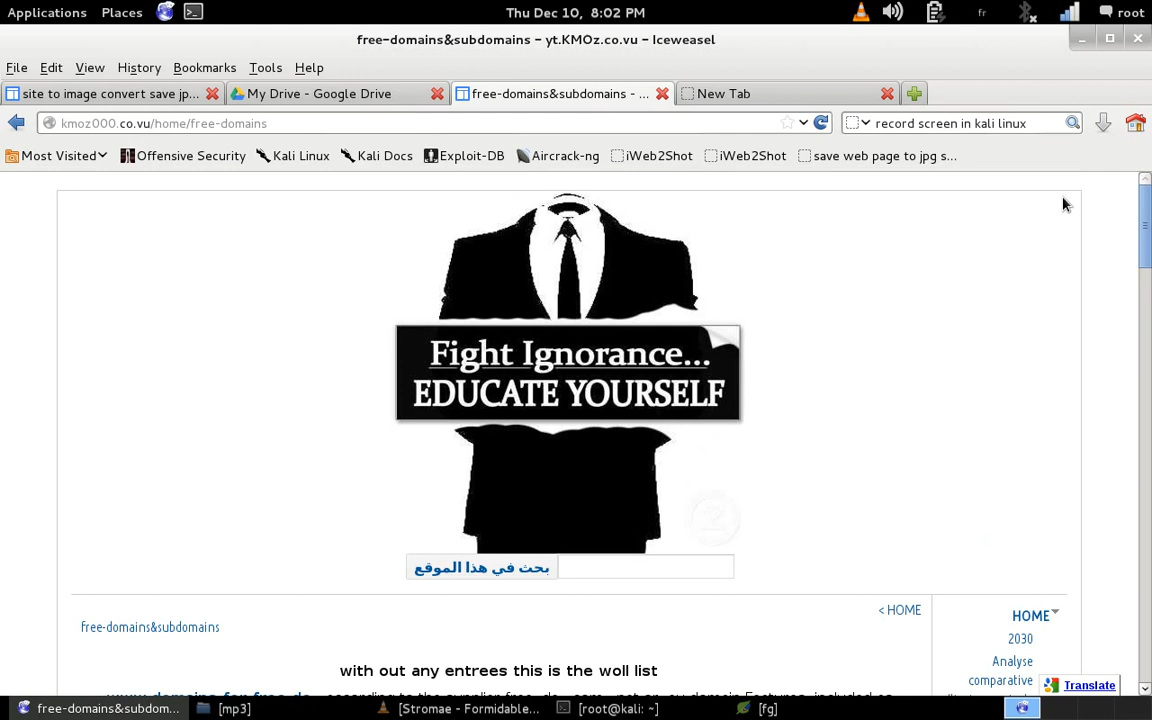 Applications Places Thu Dec 10, 8:02 PM fr root
free-domains&subdomains - yt.KMOz.co.vu - Iceweasel
File Edit View History Bookmarks Tools Help
site to image convert save jp... My Drive - Google Drive free-domains&subdomains - ... New Tab
kmoz000.co.vu/home/free-domains record screen in kali linux
Most Visited Offensive Security Kali Linux Kali Docs Exploit-DB Aircrack-ng iWeb2Shot iWeb2Shot save web page to jpg s...
Fight Ignorance...
EDUCATE YOURSELF
بحث في هذا الموقع
< HOME
HOME
free-domains&subdomains
2030
Analyse
comparative
with out any entrees this is the woll list
Translate
free-domains&subdom... [mp3] [Stromae - Formidable... [root@kali: ~] [fg]